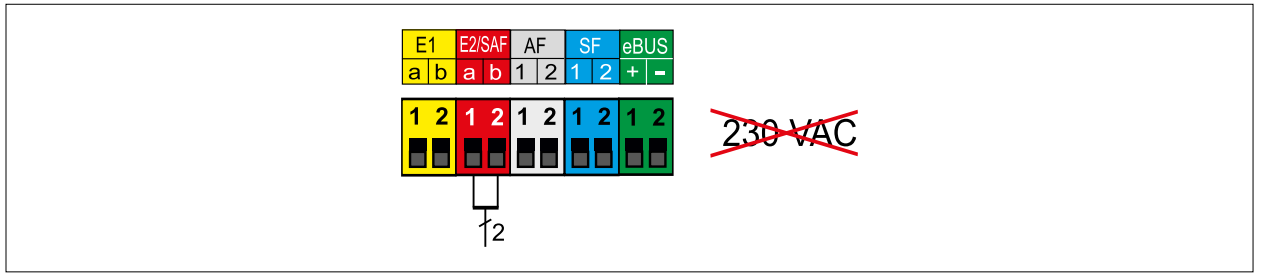 E1 E2/SAF AF SF eBUS
a b a b 1 2 1 2 + -
1 2 1 2 1 2 1 2 1 2
230 VAC
2